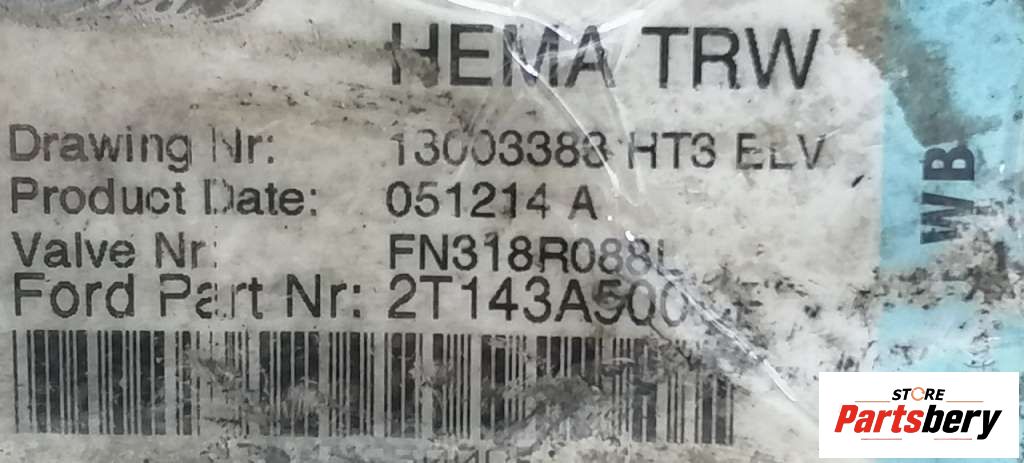 HEMA TRW
Drawing Nr: 13003388 HT3 ELV
Product Date: 051214 A
Valve Nr: FN318R088L
Ford Part Nr:
WB
STORE
Partsbery